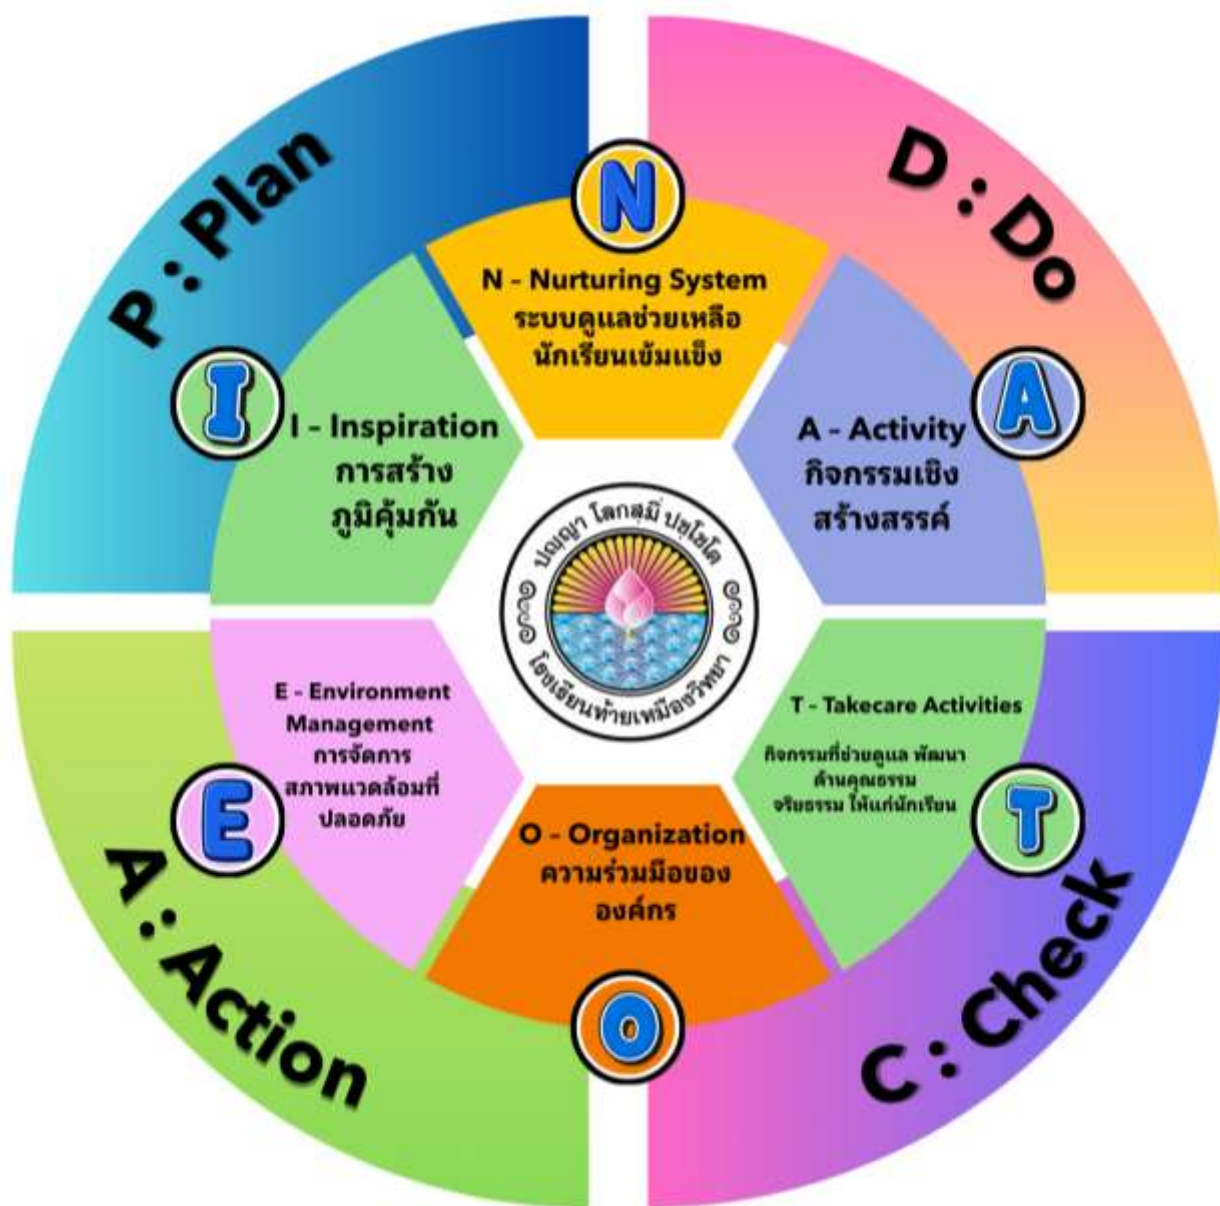 P : Plan
D : Do
N
N - Nurturing System
ระบบดูแลช่วยเหลือ
นักเรียนเข้มแข็ง
I
I - Inspiration
การสร้าง
ภูมิคุ้มกัน
A
A - Activity
กิจกรรมเชิง
สร้างสรรค์
ปญฺญา โลกสฺมิ ปชฺโชโต
โรงเรียนท้ายเหมืองวิทยา
E
E - Environment
Management
การจัดการ
สภาพแวดล้อมที่
ปลอดภัย
T
T - Takecare Activities
กิจกรรมที่ช่วยดูแล พัฒนา
ด้านคุณธรรม
จริยธรรม ให้แก่นักเรียน
O - Organization
ความร่วมมือของ
องค์กร
O
A : Action
C : Check